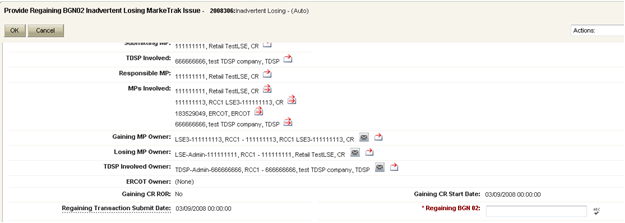 Provide Regaining BGN02 Inadvertent Losing MarkeTrak Issue - 2008306:Inadvertent Losing - (Auto)
OK Cancel Actions:
Submitting MP: 111111111, Retail TestLSE, CR
TDSP Involved: 666666666, test TDSP company, TDSP
Responsible MP: 111111111, Retail TestLSE, CR
MPs Involved: 111111111, Retail TestLSE, CR
111111113, RCC1 LSE3-111111113, CR
183529049, ERCOT, ERCOT
666666666, test TDSP company, TDSP
Gaining MP Owner: LSE3-111111113, RCC1 - 111111113, RCC1 LSE3-111111113, CR
Losing MP Owner: LSE-Admin-111111111, RCC1 - 111111111, Retail TestLSE, CR
TDSP Involved Owner: TDSP-Admin-666666666, RCC1 - 666666666, test TDSP company, TDSP
ERCOT Owner: (None)
Gaining CR ROR: No Gaining CR Start Date: 03/09/2008 00:00:00
Regaining Transaction Submit Date: 03/09/2008 00:00:00 * Regaining BGN 02: